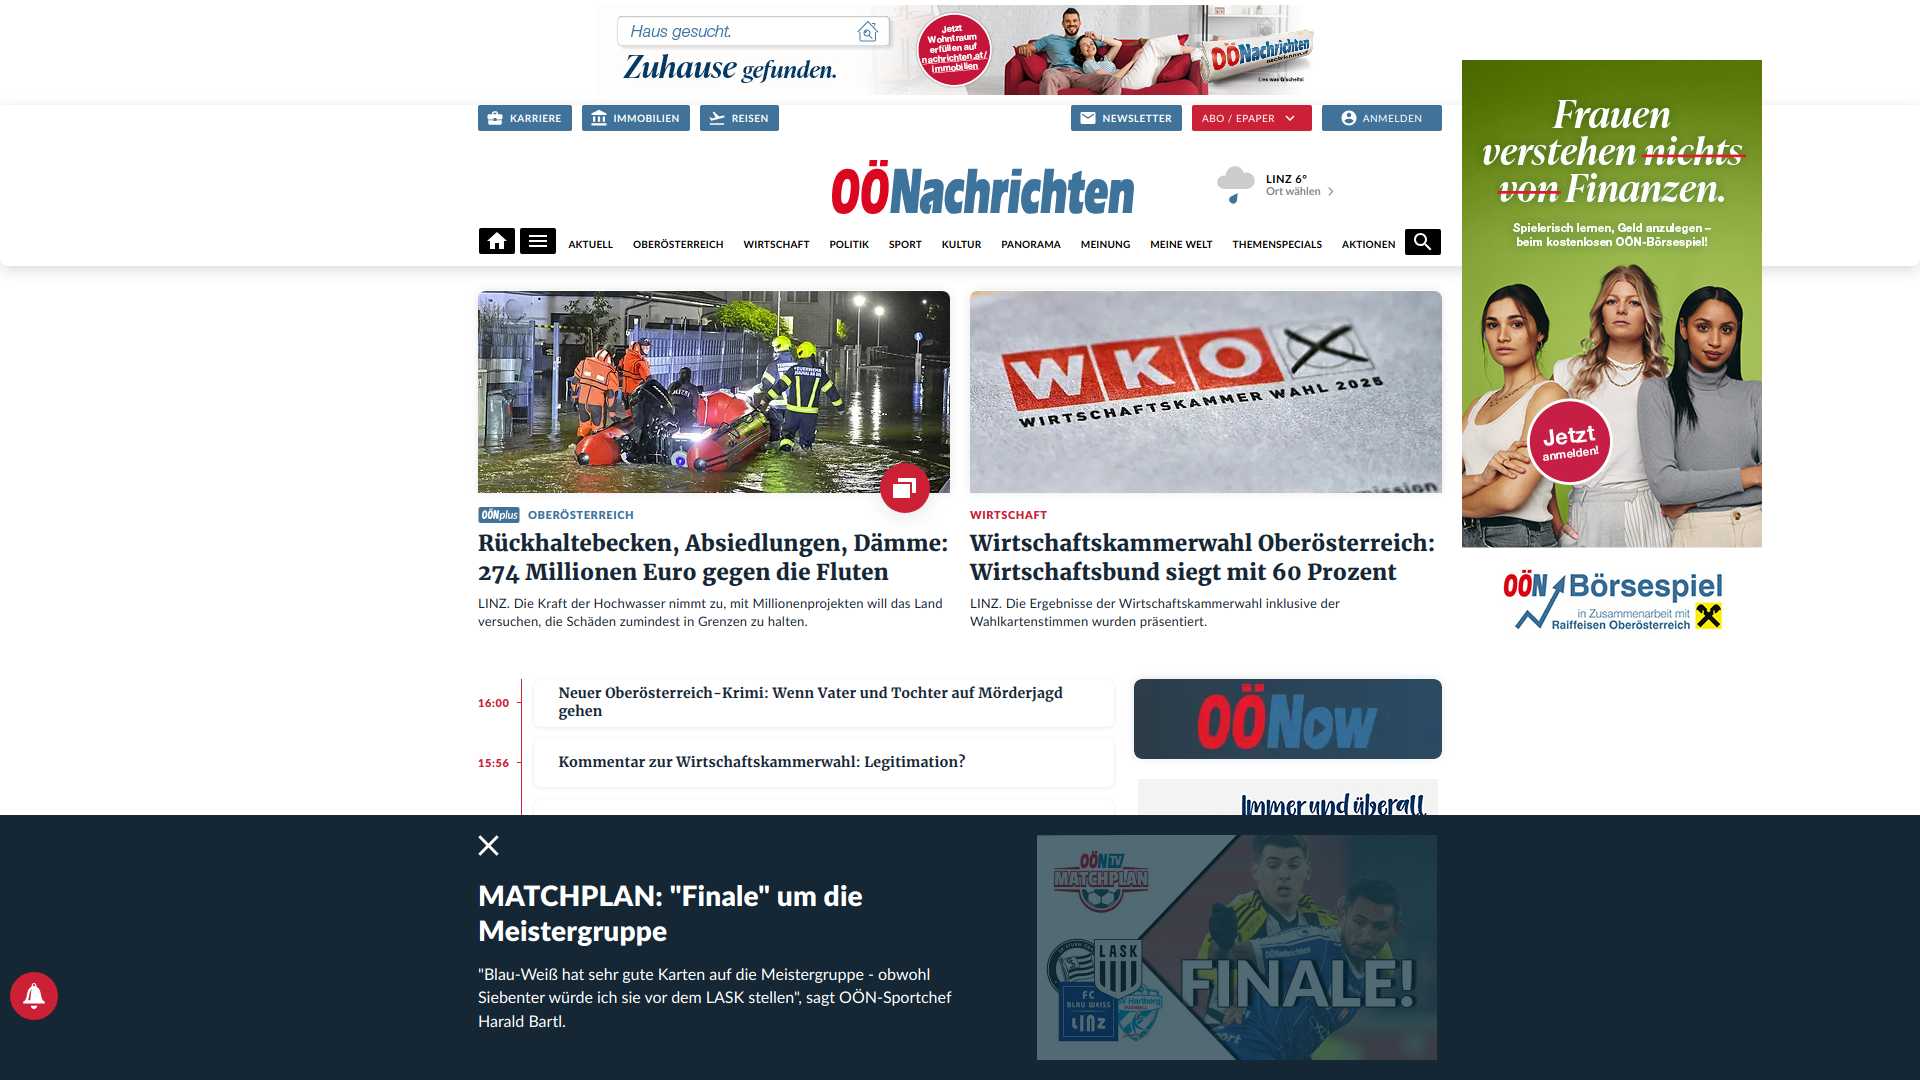 Haus gesucht.
Zuhause gefunden.
Jetzt
Wohntraum
erfüllen auf
nachrichten.at/
immobilien
OÖNachrichten
Lies was G'scheits!
KARRIERE
IMMOBILIEN
REISEN
NEWSLETTER
ABO / EPAPER
ANMELDEN
OÖNachrichten
LINZ 6°
Ort wählen
AKTUELL
OBERÖSTERREICH
WIRTSCHAFT
POLITIK
SPORT
KULTUR
PANORAMA
MEINUNG
MEINE WELT
THEMENSPECIALS
AKTIONEN
Frauen
verstehen nichts
von Finanzen.
Spielerisch lernen, Geld anzulegen –
beim kostenlosen OÖN-Börsespiel!
Jetzt
anmelden!
OÖN Börsespiel
in Zusammenarbeit mit
Raiffeisen Oberösterreich
WKO
WIRTSCHAFTSKAMMER WAHL 2025
OÖNplus OBERÖSTERREICH
Rückhaltebecken, Absiedlungen, Dämme:
274 Millionen Euro gegen die Fluten
LINZ. Die Kraft der Hochwasser nimmt zu, mit Millionenprojekten will das Land
versuchen, die Schäden zumindest in Grenzen zu halten.
WIRTSCHAFT
Wirtschaftskammerwahl Oberösterreich:
Wirtschaftsbund siegt mit 60 Prozent
LINZ. Die Ergebnisse der Wirtschaftskammerwahl inklusive der
Wahlkartenstimmen wurden präsentiert.
16:00
Neuer Oberösterreich-Krimi: Wenn Vater und Tochter auf Mörderjagd
gehen
15:56
Kommentar zur Wirtschaftskammerwahl: Legitimation?
OÖNow
Immer und überall
MATCHPLAN: "Finale" um die
Meistergruppe
"Blau-Weiß hat sehr gute Karten auf die Meistergruppe - obwohl
Siebenter würde ich sie vor dem LASK stellen", sagt OÖN-Sportchef
Harald Bartl.
OÖN TV
MATCHPLAN
LASK
FC
BLAU WEISS
LINZ
Hartberg
FINALE!